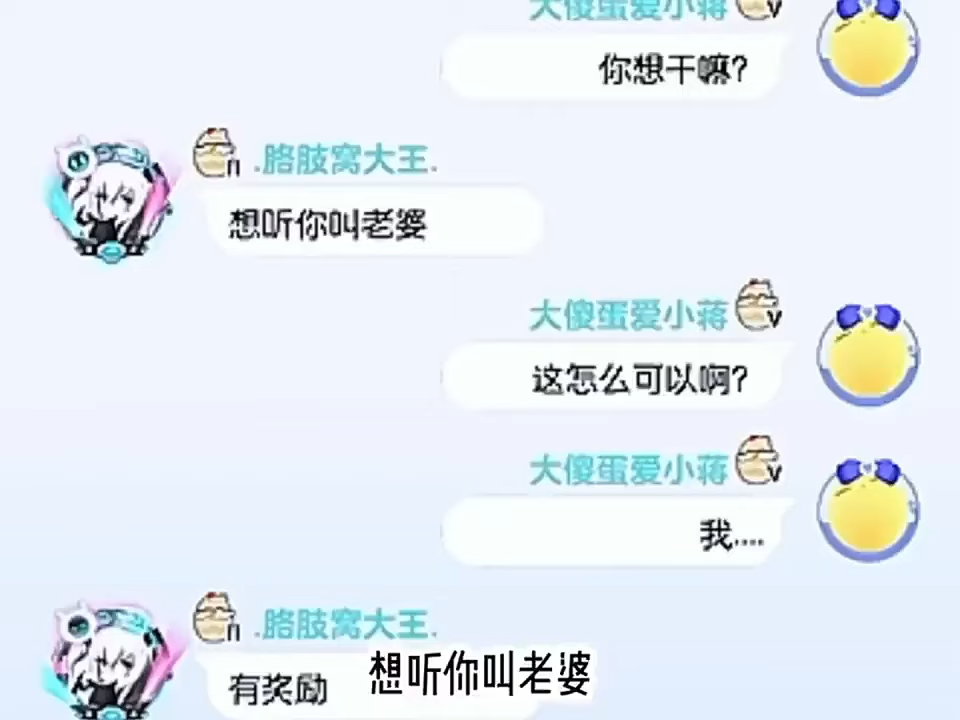 大傻蛋爱小蒋
你想干嘛?
.胳肢窝大王.
想听你叫老婆
大傻蛋爱小蒋
这怎么可以啊?
大傻蛋爱小蒋
我....
.胳肢窝大王.
有奖励
想听你叫老婆